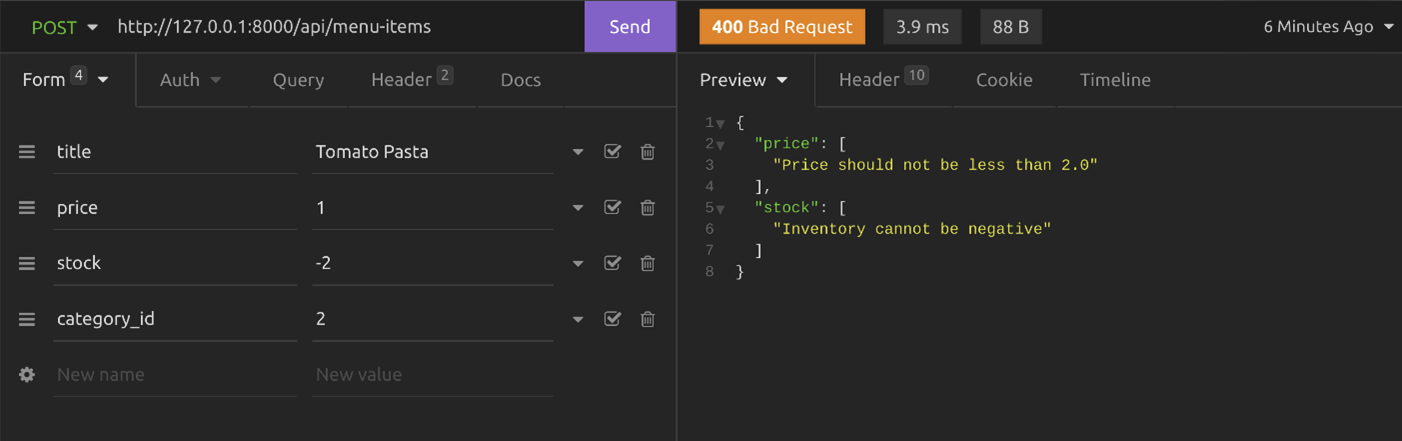 POST http://127.0.0.1:8000/api/menu-items Send 400 Bad Request 3.9 ms 88 B 6 Minutes Ago
Form 4 Auth Query Header 2 Docs Preview Header 10 Cookie Timeline
title Tomato Pasta
price 1
stock -2
category_id 2
New name New value
1 {
2 "price": [
3 "Price should not be less than 2.0"
4 ],
5 "stock": [
6 "Inventory cannot be negative"
7 ]
8 }